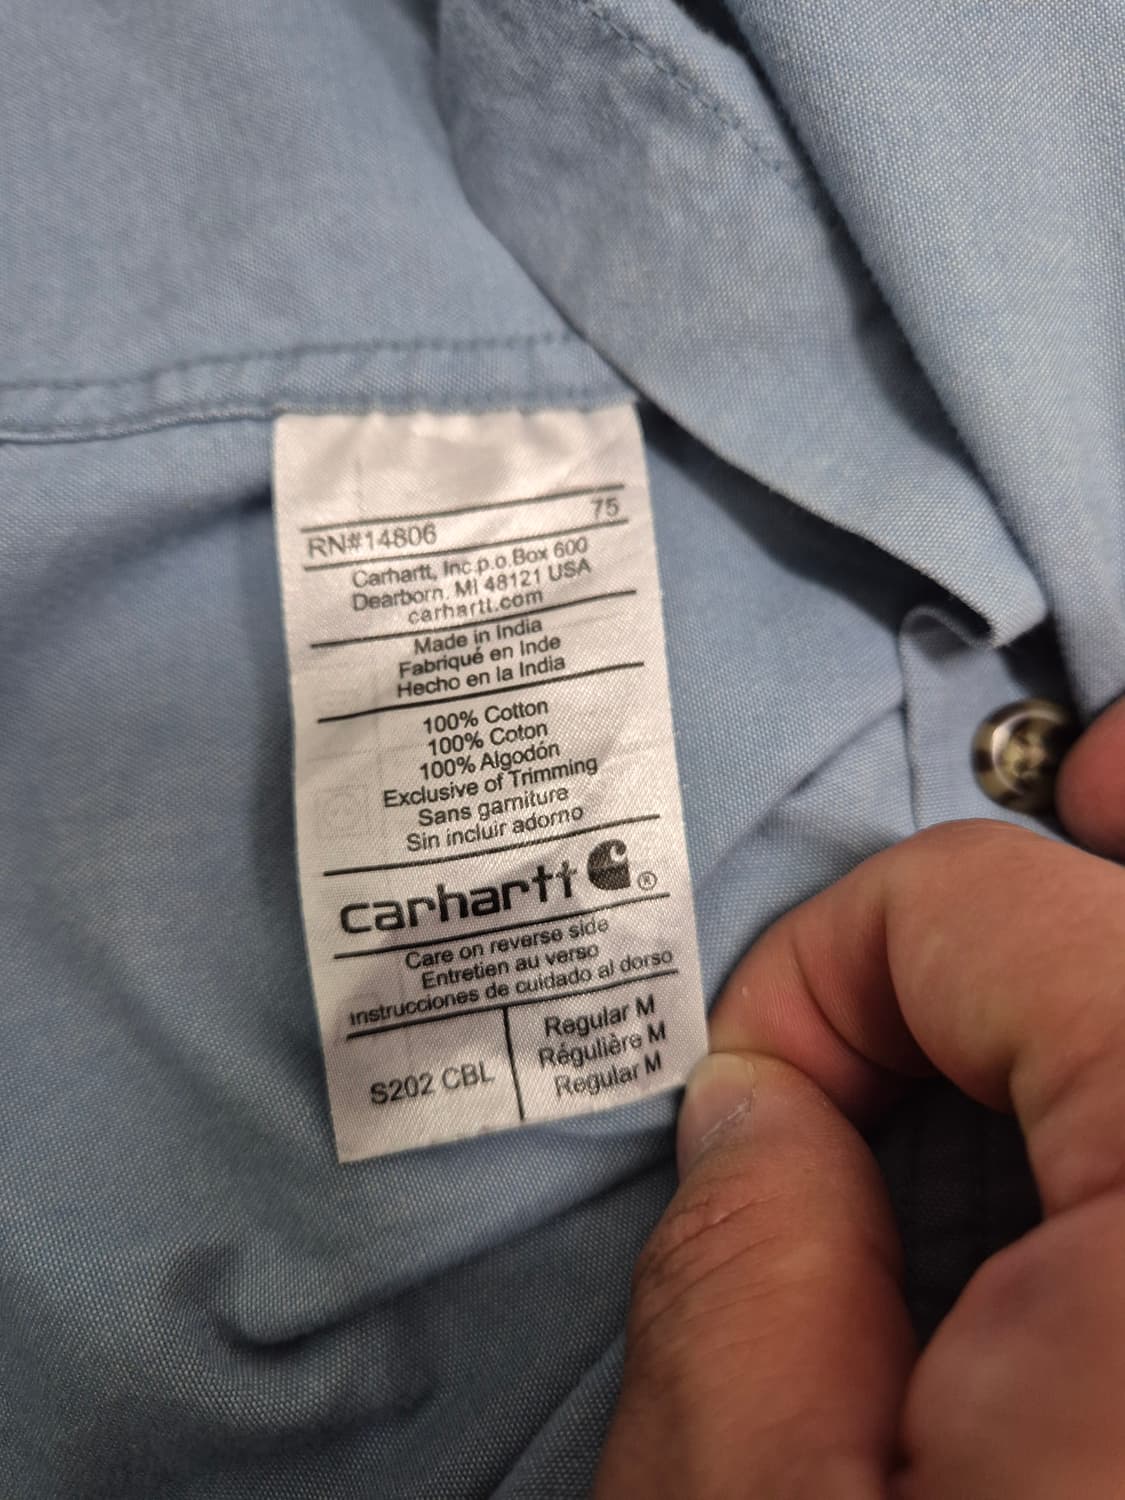 RN#14806 75
Carhartt, Inc.p.o.Box 600
Dearborn. MI 48121 USA
carhartt.com
Made in India
Fabriqué en Inde
Hecho en la India
100% Cotton
100% Coton
100% Algodón
Exclusive of Trimming
Sans garniture
Sin incluir adorno
carhartt ®
Care on reverse side
Entretien au verso
instrucciones de cuidado al dorso
S202 CBL
Regular M
Régulière M
Regular M